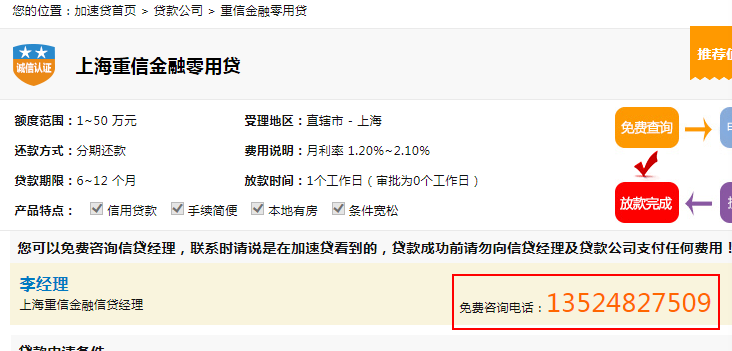 您的位置：加速贷首页 > 贷款公司 > 重信金融零用贷
诚信认证
上海重信金融零用贷
推荐
额度范围：1~50 万元
受理地区：直辖市 - 上海
免费查询
还款方式：分期还款
费用说明：月利率 1.20%~2.10%
贷款期限：6~12 个月
放款时间：1个工作日（审批为0个工作日）
产品特点：
信用贷款
手续简便
本地有房
条件宽松
放款完成
您可以免费咨询信贷经理，联系时请说是在加速贷看到的，贷款成功前请勿向信贷经理及贷款公司支付任何费用！
李经理
上海重信金融信贷经理
免费咨询电话：13524827509
贷款申请条件